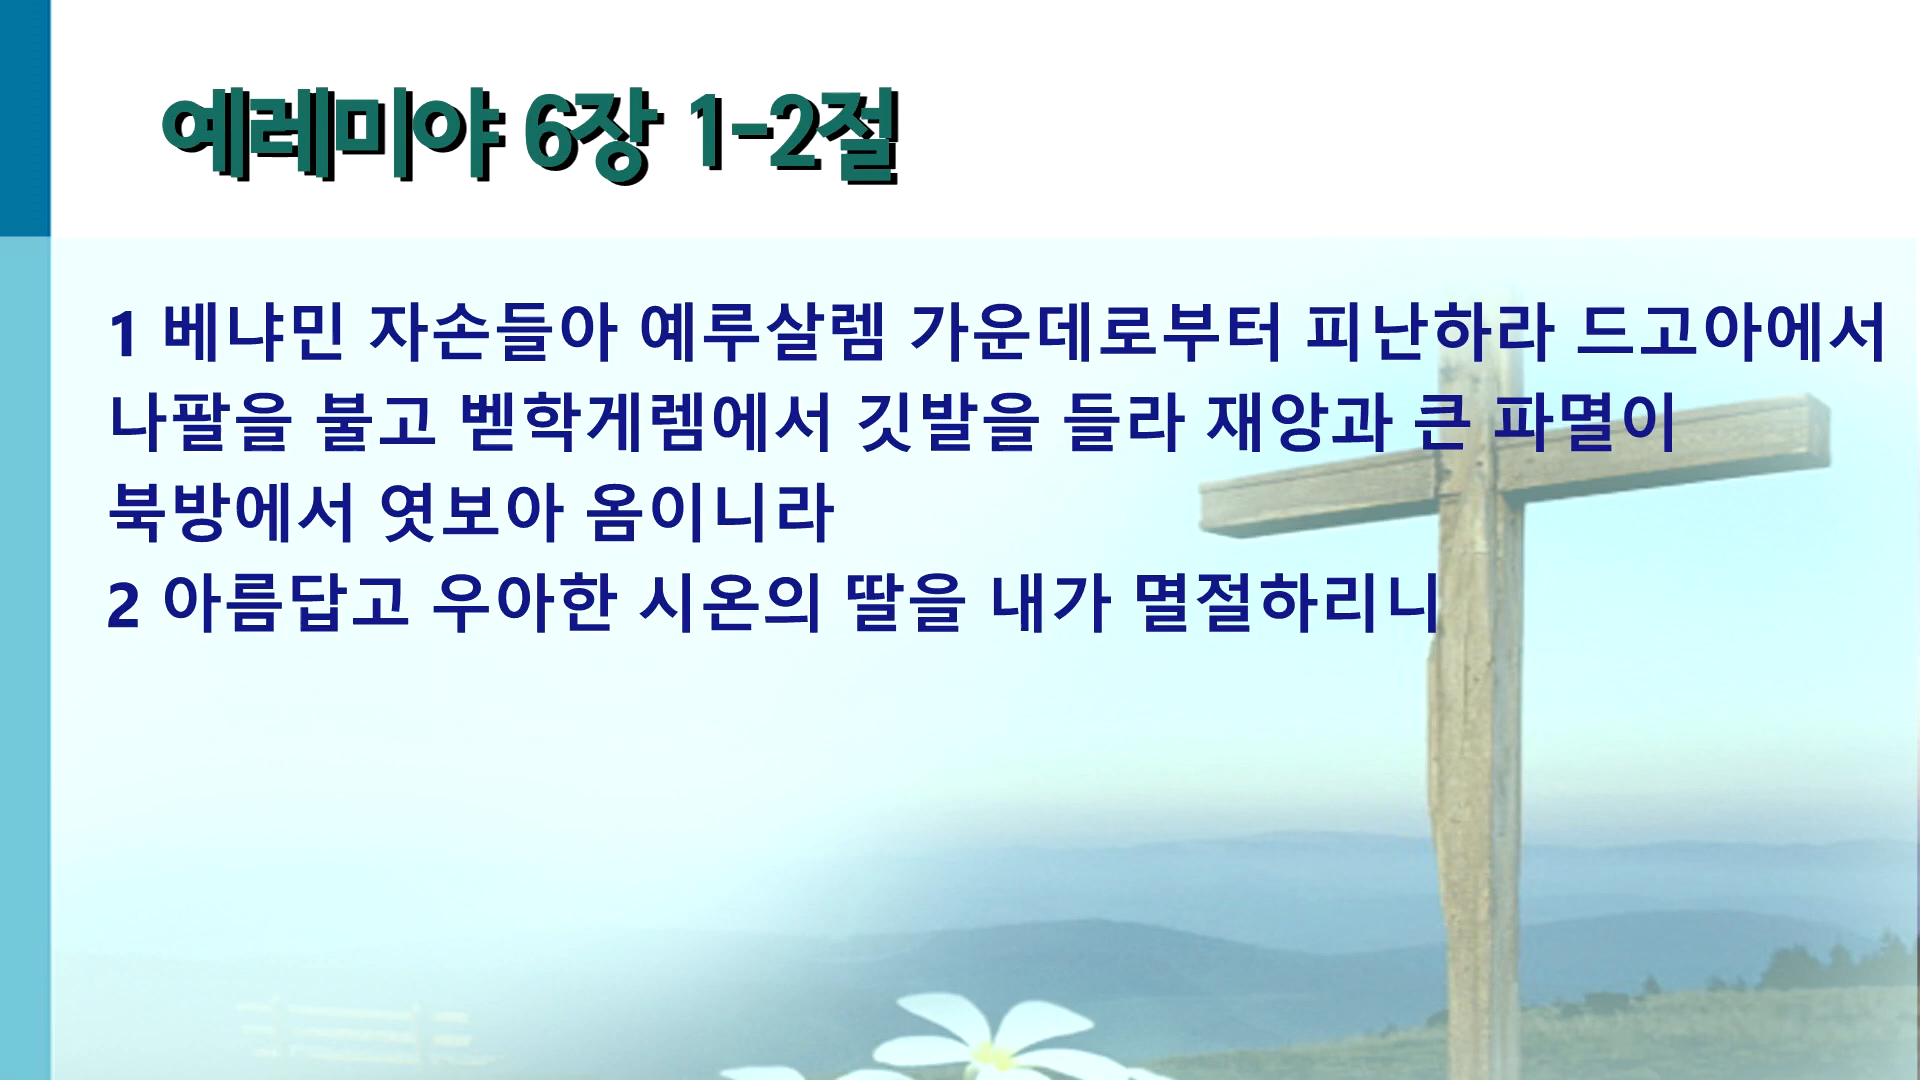 예레미야 6장 1-2절
1 베냐민 자손들아 예루살렘 가운데로부터 피난하라 드고아에서
나팔을 불고 벧학게렘에서 깃발을 들라 재앙과 큰 파멸이
북방에서 엿보아 옴이니라
2 아름답고 우아한 시온의 딸을 내가 멸절하리니